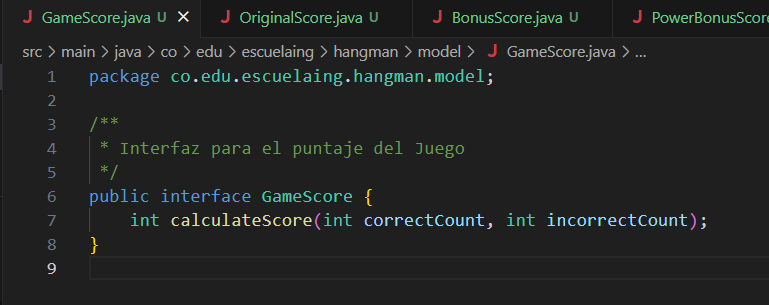 J GameScore.java U × J OriginalScore.java U J BonusScore.java U J PowerBonusScore
src > main > java > co > edu > escuelaing > hangman > model > J GameScore.java > ...
1 package co.edu.escuelaing.hangman.model;
2
3 /**
4 * Interfaz para el puntaje del Juego
5 */
6 public interface GameScore {
7 int calculateScore(int correctCount, int incorrectCount);
8 }
9